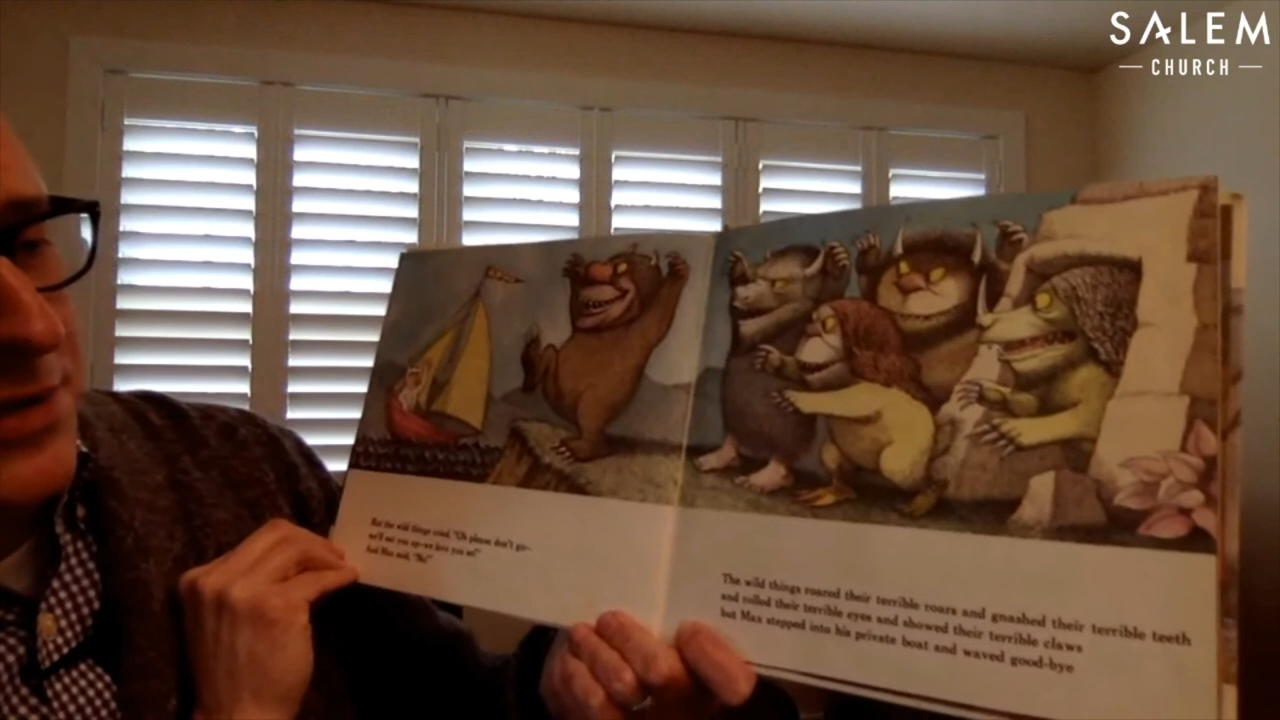 SALEM
CHURCH
But the wild things cried, "Oh please don't go—
we'll eat you up—we love you so!"
And Max said, "No!"
The wild things roared their terrible roars and gnashed their terrible teeth
and rolled their terrible eyes and showed their terrible claws
but Max stepped into his private boat and waved good-bye